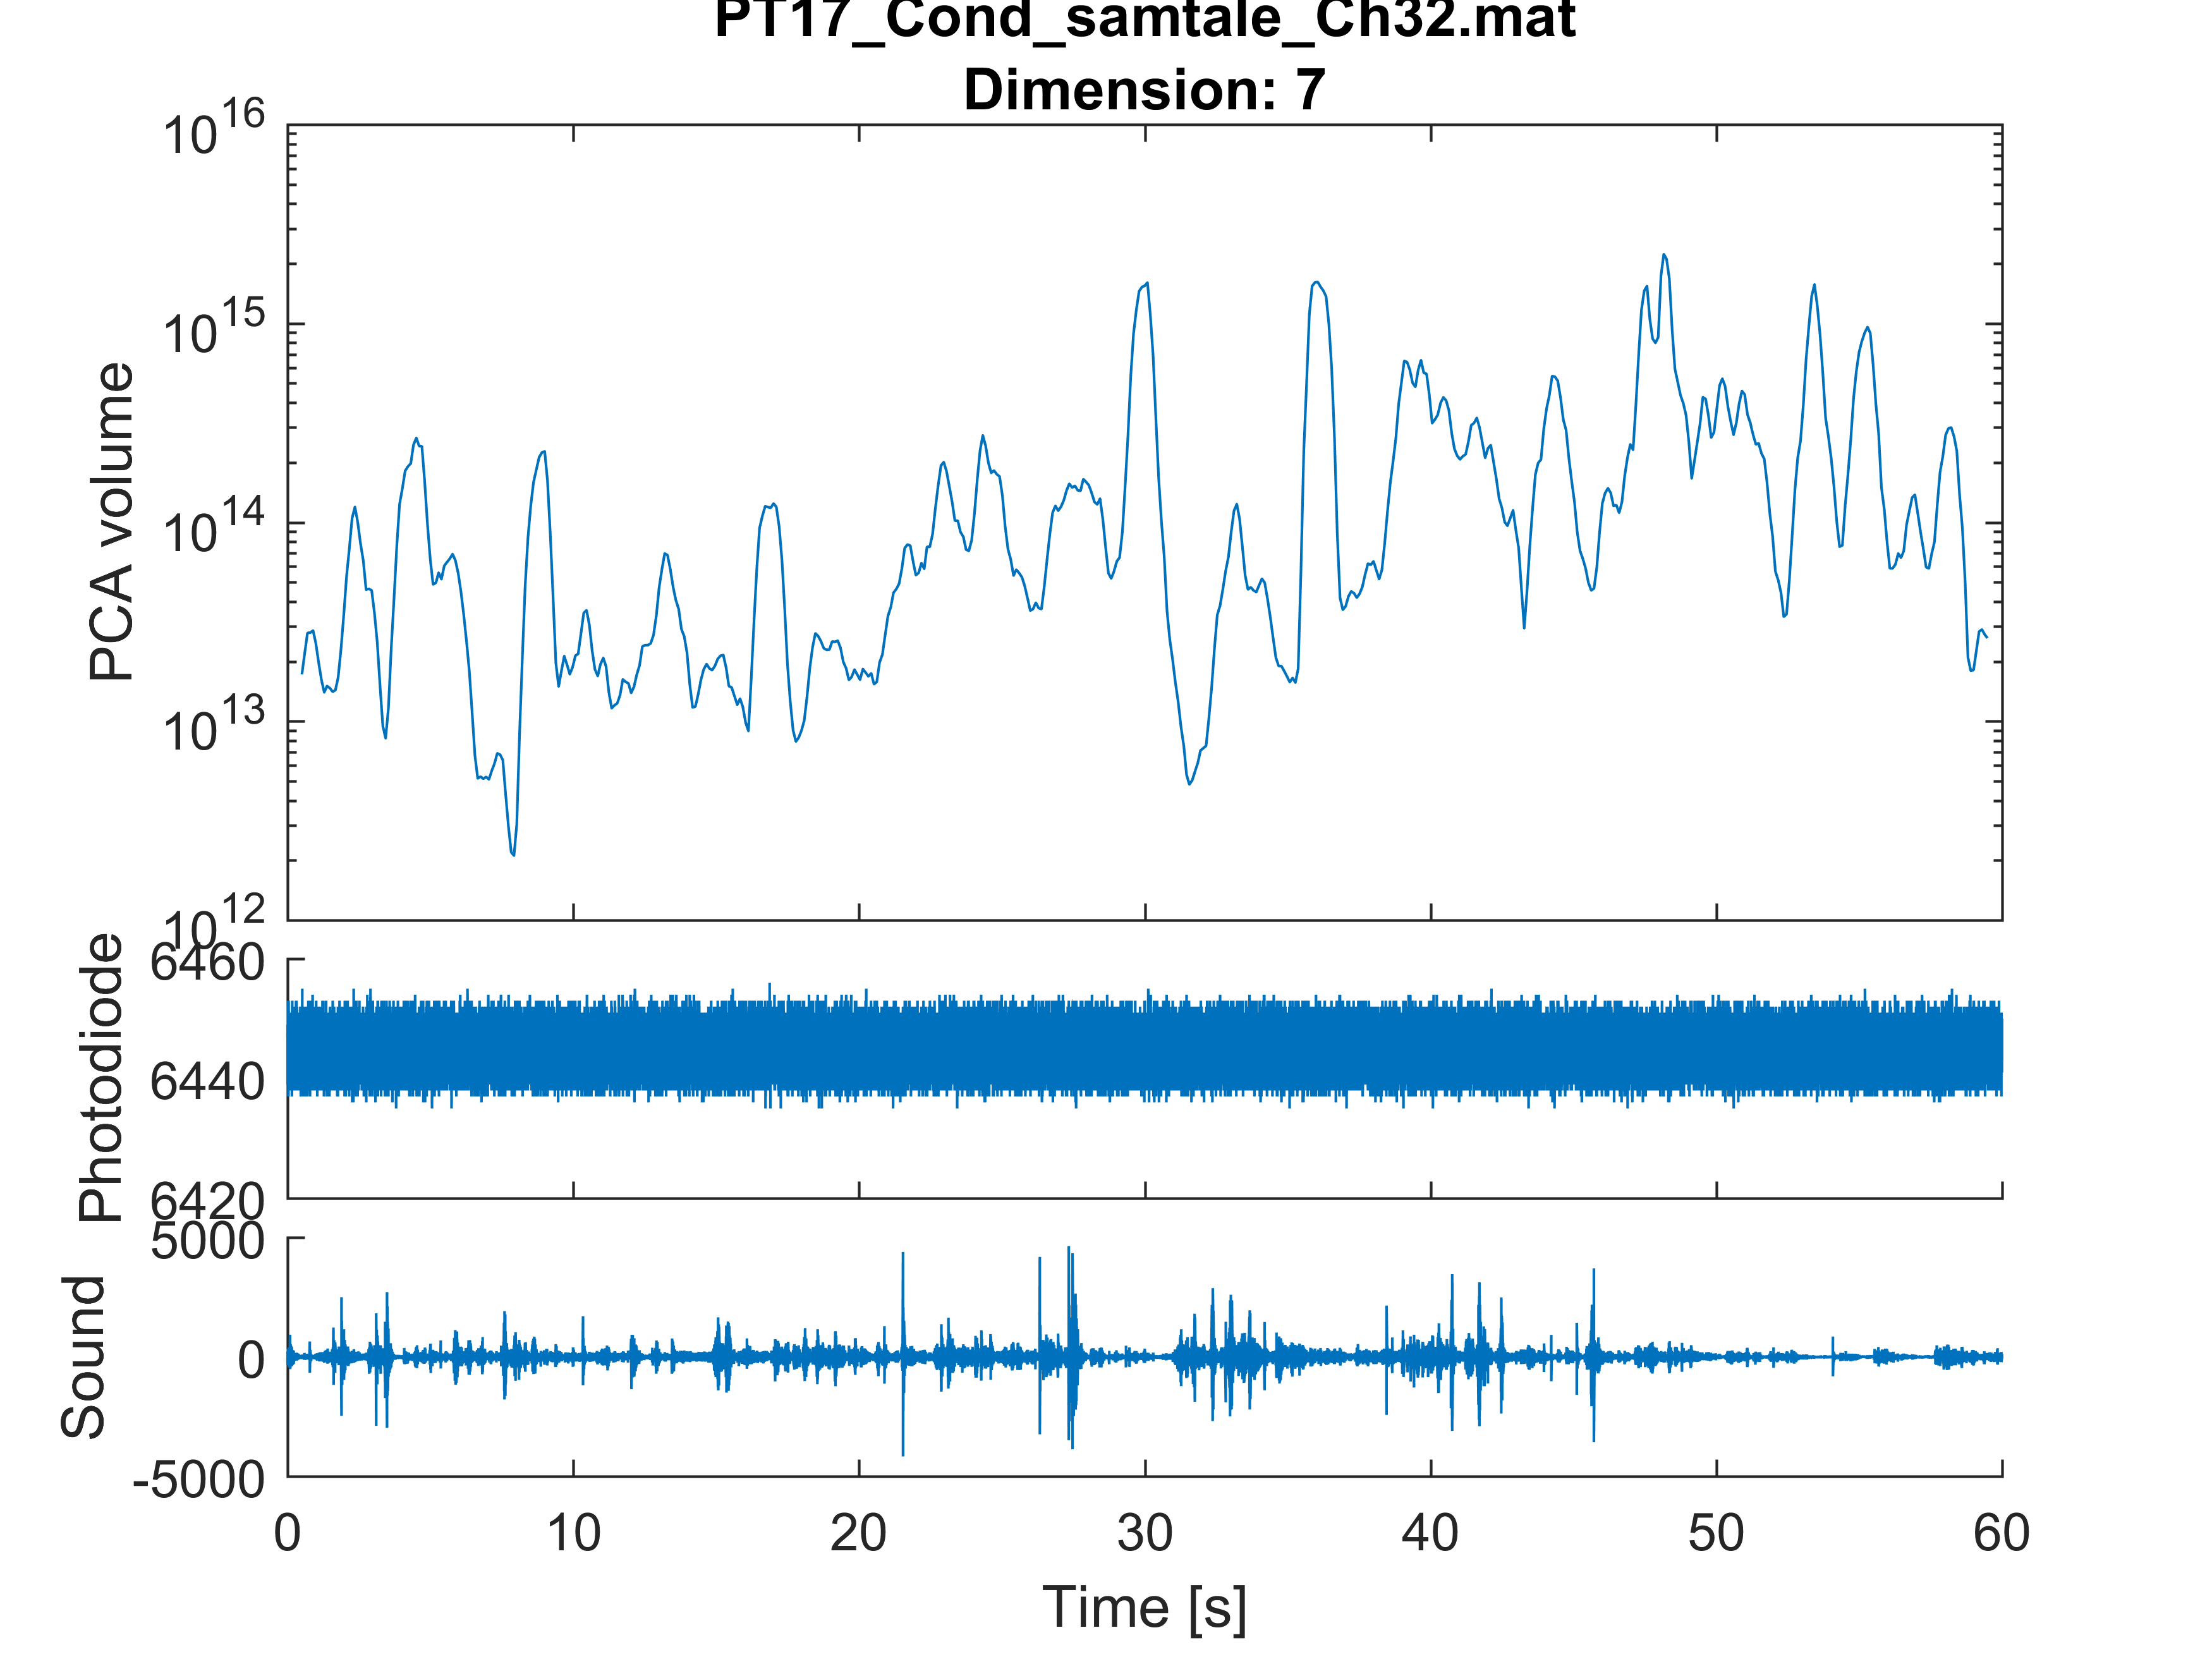 PT17_Cond_samtale_Ch32.mat
Dimension: 7
PCA volume
10^16
10^15
10^14
10^13
10^12
Photodiode
6460
6440
6420
Sound
5000
0
-5000
0 10 20 30 40 50 60
Time [s]